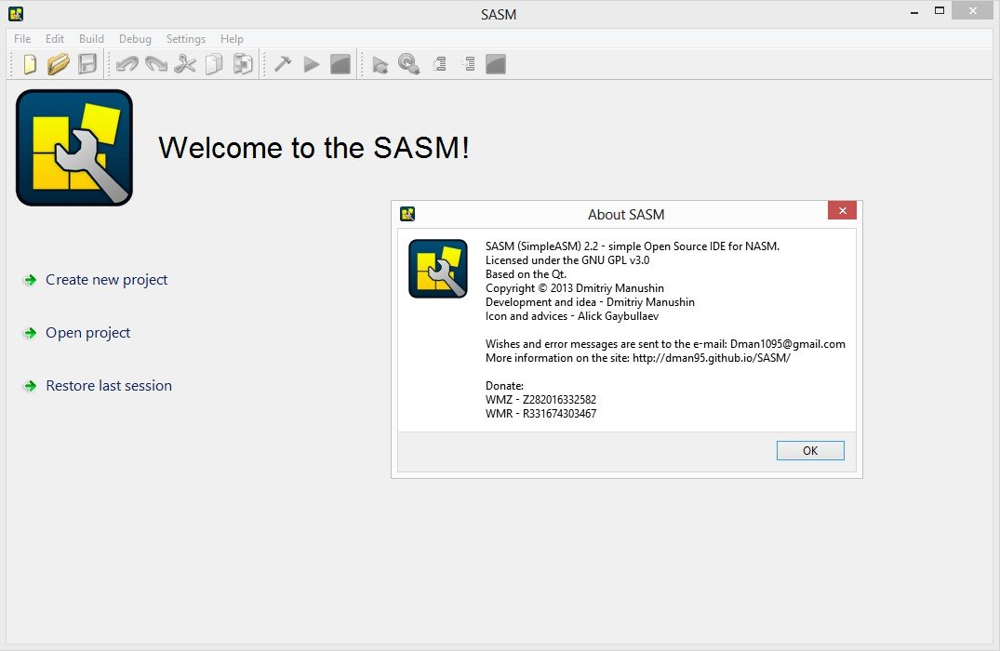 SASM
File Edit Build Debug Settings Help
Welcome to the SASM!
Create new project
Open project
Restore last session
About SASM
SASM (SimpleASM) 2.2 - simple Open Source IDE for NASM.
Licensed under the GNU GPL v3.0
Based on the Qt.
Copyright © 2013 Dmitriy Manushin
Development and idea - Dmitriy Manushin
Icon and advices - Alick Gaybullaev
Wishes and error messages are sent to the e-mail: Dman1095@gmail.com
More information on the site: http://dman95.github.io/SASM/
Donate:
WMZ - Z282016332582
WMR - R331674303467
OK